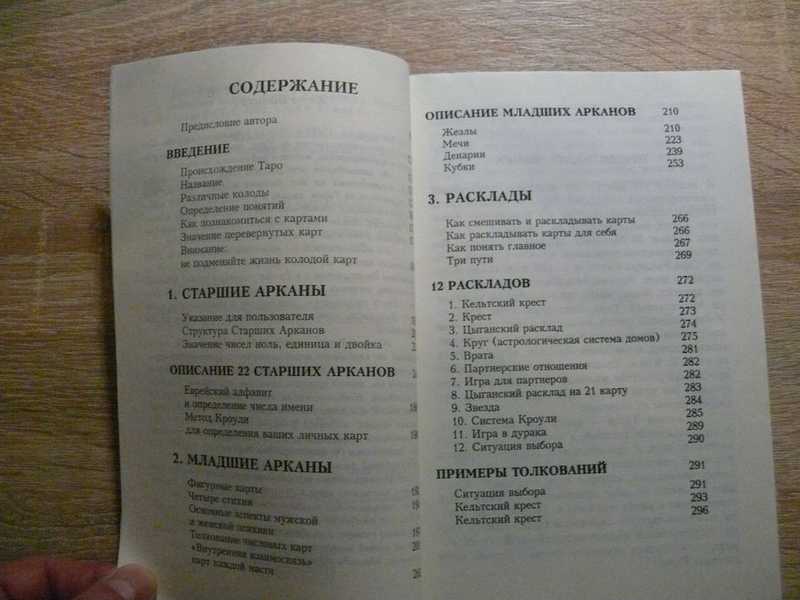 СОДЕРЖАНИЕ
Предисловие автора
ВВЕДЕНИЕ
Происхождение Таро
Название
Различные колоды
Определение понятий
Как познакомиться с картами
Значение перевернутых карт
Внимание:
не подменяйте жизнь колодой карт
1. СТАРШИЕ АРКАНЫ
Указание для пользователя
Структура Старших Арканов
Значение чисел ноль, единица и двойка
ОПИСАНИЕ 22 СТАРШИХ АРКАНОВ
Еврейский алфавит
и определение числа имени
Метод Кроули
для определения ваших личных карт
2. МЛАДШИЕ АРКАНЫ
Фигурные карты
Четыре стихии
Основные аспекты мужской
и женской психики
Толкование числовых карт
«Внутренняя взаимосвязь»
карт каждой масти
ОПИСАНИЕ МЛАДШИХ АРКАНОВ 210
Жезлы 210
Мечи 223
Денарии 239
Кубки 253
3. РАСКЛАДЫ
Как смешивать и раскладывать карты 266
Как раскладывать карты для себя 266
Как понять главное 267
Три пути 269
12 РАСКЛАДОВ 272
1. Кельтский крест 272
2. Крест 273
3. Цыганский расклад 274
4. Круг (астрологическая система домов) 275
5. Врата 281
6. Партнерские отношения 282
7. Игра для партнеров 282
8. Цыганский расклад на 21 карту 283
9. Звезда 284
10. Система Кроули 285
11. Игра в дурака 289
12. Ситуация выбора 290
ПРИМЕРЫ ТОЛКОВАНИЙ 291
Ситуация выбора 291
Кельтский крест 293
Кельтский крест 296